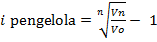 i pengelola = ⁿ√(Vn/Vo) − 1